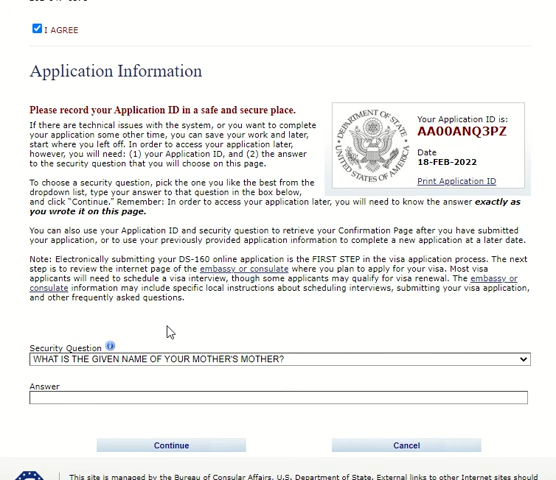 I AGREE
Application Information
Please record your Application ID in a safe and secure place.
If there are technical issues with the system, or you want to complete
your application some other time, you can save your work and later,
start where you left off. In order to access your application later,
however, you will need: (1) your Application ID, and (2) the answer
to the security question that you will choose on this page.
DEPARTMENT OF STATE
UNITED STATES OF AMERICA
Your Application ID is:
AA00ANQ3PZ
Date
18-FEB-2022
Print Application ID
To choose a security question, pick the one you like the best from the
dropdown list, type your answer to that question in the box below,
and click "Continue." Remember: In order to access your application later, you will need to know the answer exactly as
you wrote it on this page.
You can also use your Application ID and security question to retrieve your Confirmation Page after you have submitted
your application, or to use your previously provided application information to complete a new application at a later date.
Note: Electronically submitting your DS-160 online application is the FIRST STEP in the visa application process. The next
step is to review the internet page of the embassy or consulate where you plan to apply for your visa. Most visa
applicants will need to schedule a visa interview, though some applicants may qualify for visa renewal. The embassy or
consulate information may include specific local instructions about scheduling interviews, submitting your visa application,
and other frequently asked questions.
Security Question
WHAT IS THE GIVEN NAME OF YOUR MOTHER'S MOTHER?
Answer
Continue
Cancel
This site is managed by the Bureau of Consular Affairs, U.S. Department of State. External links to other Internet sites should